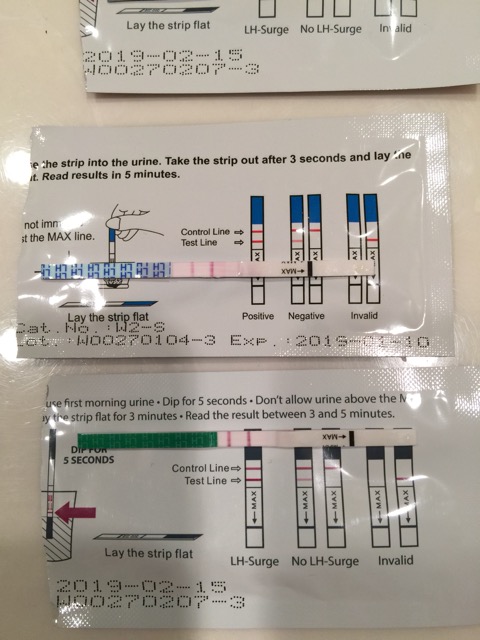 Lay the strip flat
LH-Surge No LH-Surge Invalid
2019-02-15
W00270207-3
the strip into the urine. Take the strip out after 3 seconds and lay the
it. Read results in 5 minutes.
not imm
st the MAX line.
Control Line
Test Line
MAX
Lay the strip flat
Positive Negative Invalid
Cat.No.:W2-S
Lot.:W00270104-3 Exp.:2019-01-10
use first morning urine • Dip for 5 seconds • Don't allow urine above the M
the strip flat for 3 minutes • Read the result between 3 and 5 minutes.
MAX
DIP FOR
5 SECONDS
Control Line
Test Line
MAX MAX MAX MAX MAX
Lay the strip flat
LH-Surge No LH-Surge Invalid
2019-02-15
W00270207-3